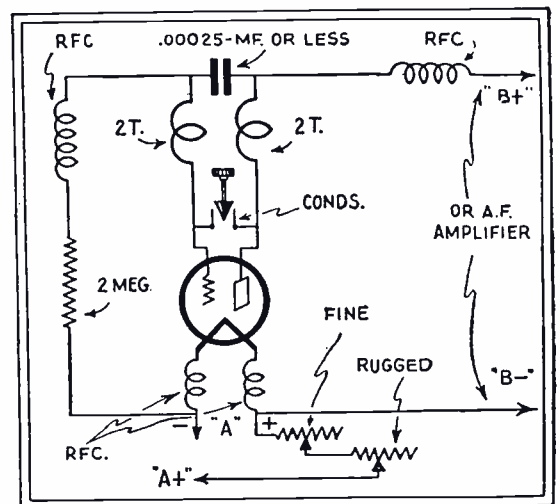 RFC
.00025-MF. OR LESS
RFC
"B+"
2T.
2T.
CONDS.
OR A.F.
AMPLIFIER
2 MEG.
FINE
RUGGED
"B-"
- "A" +
RFC.
"A+"